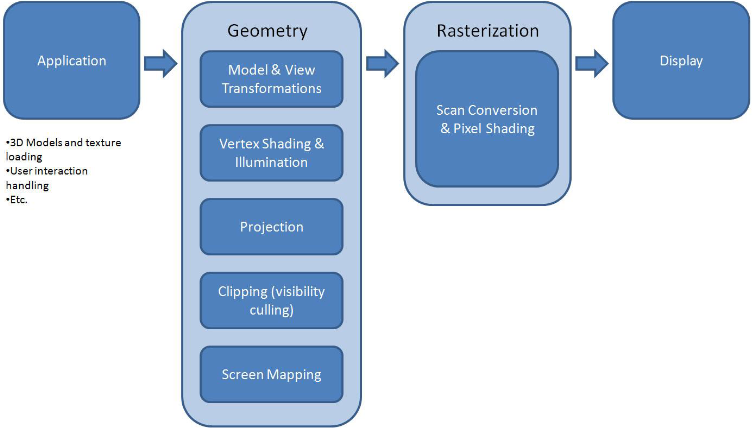 Application
•3D Models and texture
loading
•User interaction
handling
•Etc.
Geometry
Model & View
Transformations
Vertex Shading &
Illumination
Projection
Clipping (visibility
culling)
Screen Mapping
Rasterization
Scan Conversion
& Pixel Shading
Display